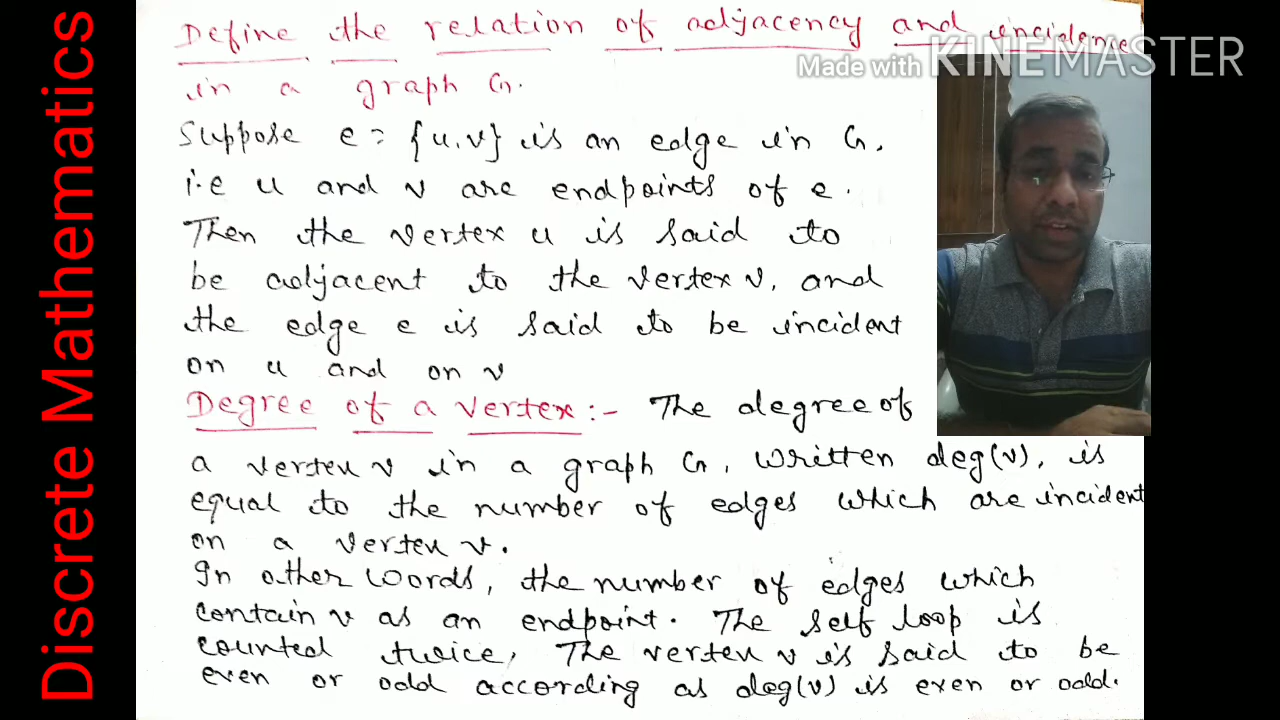 Discrete Mathematics
Made with KINEMASTER
Define the relation of adjacency and incidence
in a graph G.
Suppose e = {u,v} is an edge in G,
i.e u and v are endpoints of e.
Then the vertex u is said to
be adjacent to the vertex v, and
the edge e is said to be incident
on u and on v
Degree of a vertex :- The degree of
a vertex v in a graph G, written deg(v), is
equal to the number of edges which are incident
on a vertex v.
In other words, the number of edges which
contain v as an endpoint. The self loop is
counted twice, The vertex v is said to be
even or odd according as deg(v) is even or odd.